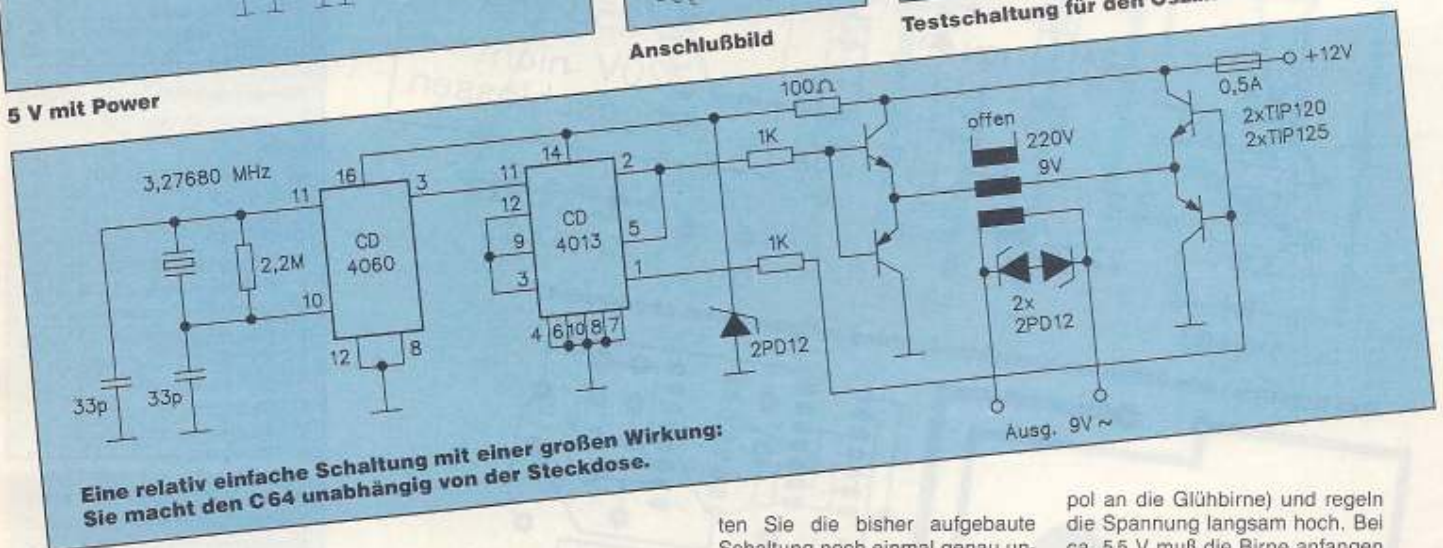 Anschlußbild
Testschaltung für den
5 V mit Power
3,27680 MHz
11
16
3
10
12
8
CD
4060
2,2M
33p
33p
11
12
9
3
14
2
5
1
CD
4013
4 6 10 8 7
100Ω
1K
1K
2PD12
offen
220V
9V
2x
2PD12
0,5A
+12V
2xTIP120
2xTIP125
Ausg. 9V~
Eine relativ einfache Schaltung mit einer großen Wirkung:
Sie macht den C64 unabhängig von der Steckdose.
ten Sie die bisher aufgebaute
Schaltung noch einmal genau un-
pol an die Glühbirne) und regeln
die Spannung langsam hoch. Bei
ca. 5,5 V muß die Birne anfangen